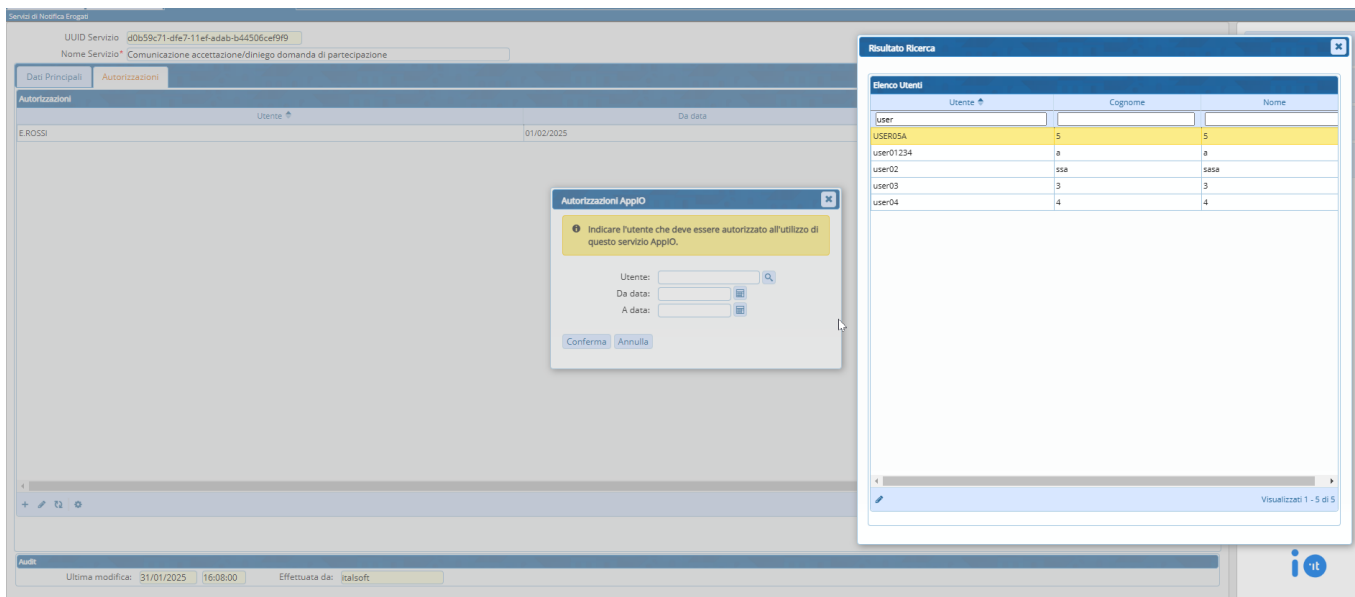 Servizi di Notifica Erogati
UUID Servizio d0b59c71-dfe7-11ef-adab-b44506cef9f9
Nome Servizio* Comunicazione accettazione/diniego domanda di partecipazione
Dati Principali Autorizzazioni
Autorizzazioni
Utente Da data
E.ROSSI 01/02/2025
Autorizzazioni AppIO
Indicare l'utente che deve essere autorizzato all'utilizzo di
questo servizio AppIO.
Utente:
Da data:
A data:
Conferma Annulla
Risultato Ricerca
Elenco Utenti
Utente Cognome Nome
user
USER05A 5 5
user01234 a a
user02 ssa sasa
user03 3 3
user04 4 4
Visualizzati 1 - 5 di 5
Audit
Ultima modifica: 31/01/2025 16:08:00 Effettuata da: italsoft
io it